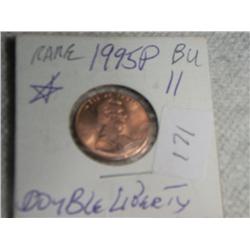 RARE 1995P BU
11
171
DOUBLE LIBERTY